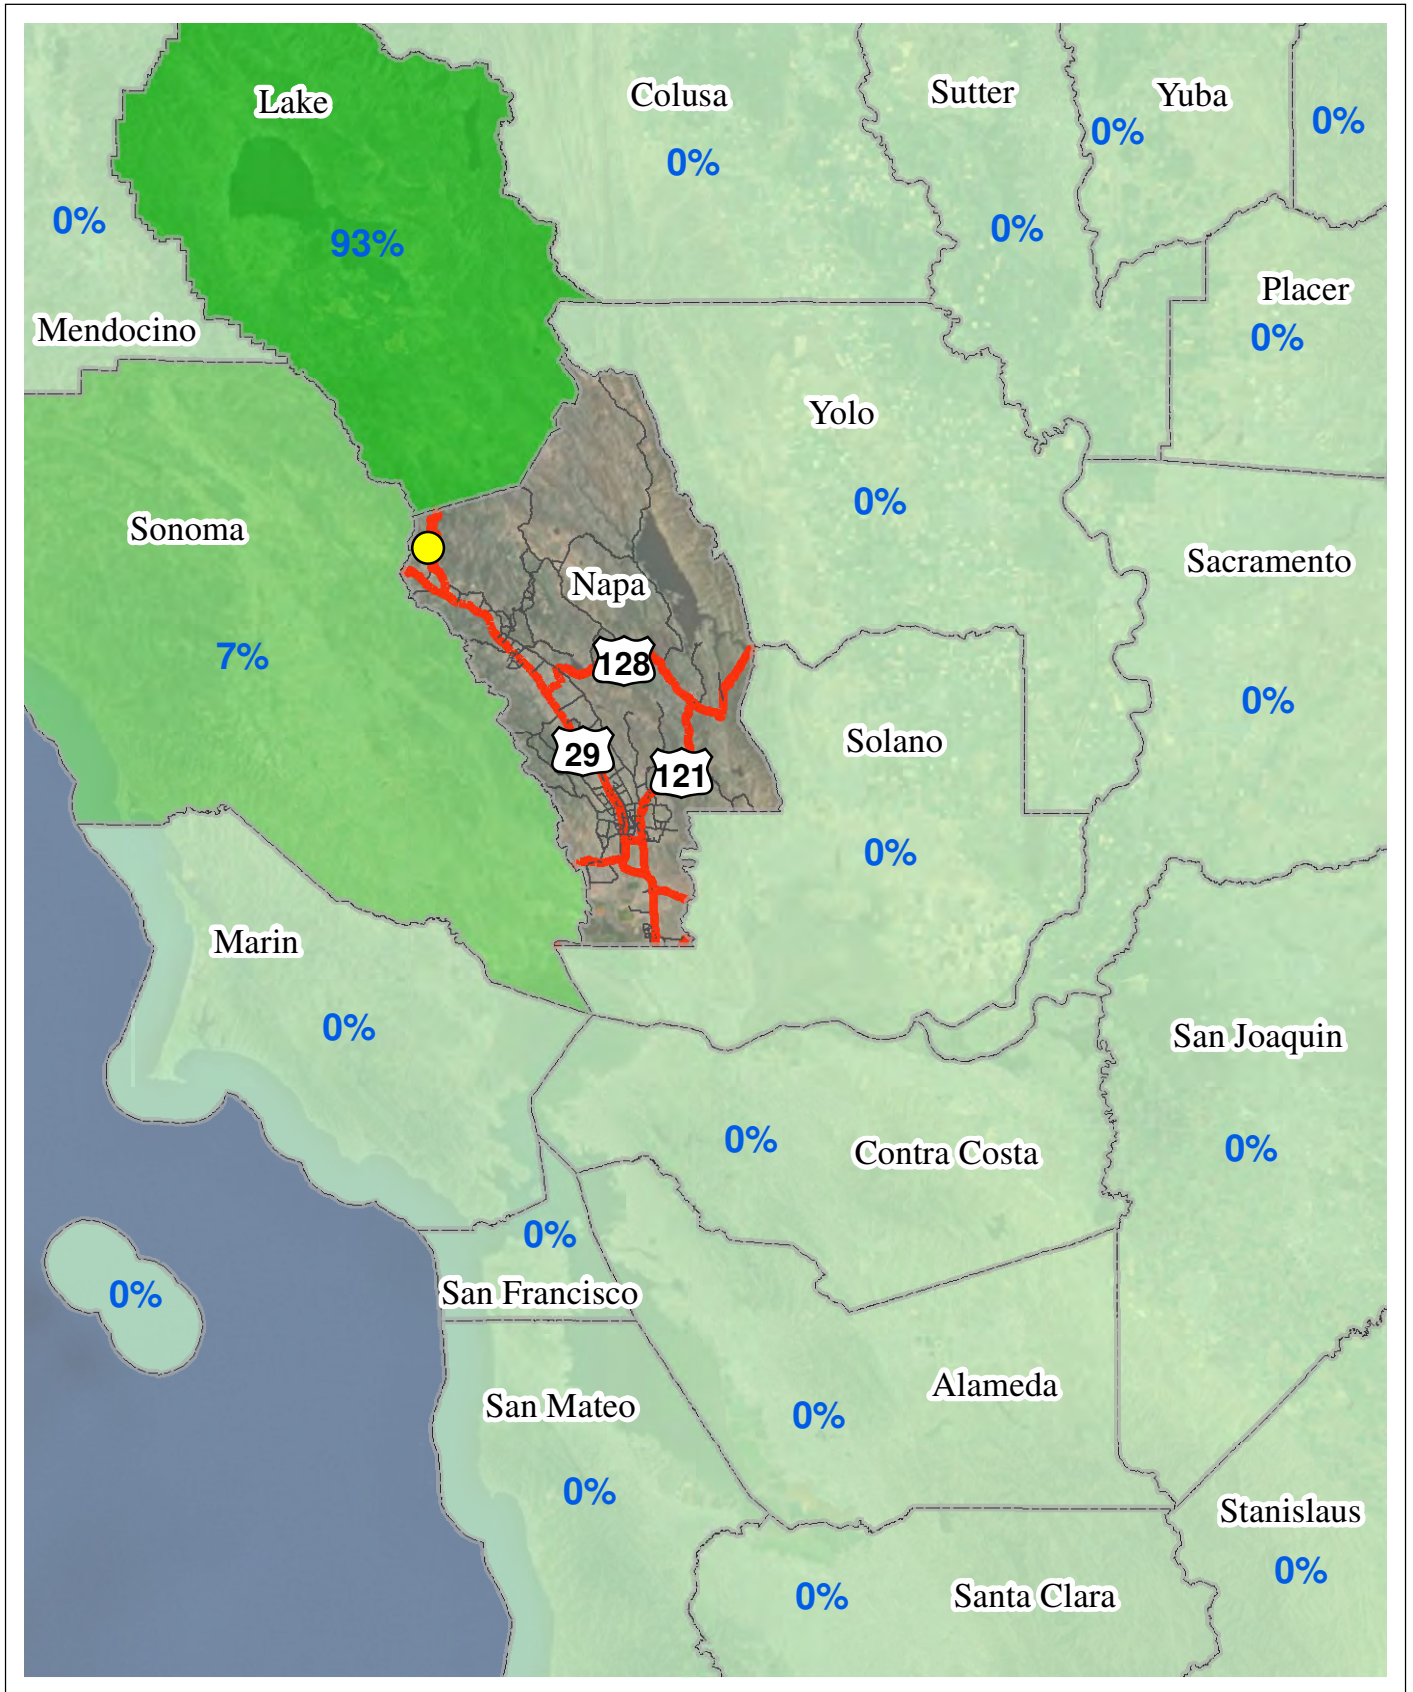 Lake
Colusa
Sutter
Yuba
0%
0%
0%
0%
0%
93%
0%
Placer
0%
Mendocino
Yolo
0%
Sonoma
Sacramento
Napa
7%
128
0%
29
121
Solano
0%
Marin
0%
San Joaquin
0%
Contra Costa
0%
0%
San Francisco
0%
San Mateo
Alameda
0%
0%
Stanislaus
0%
Santa Clara
0%